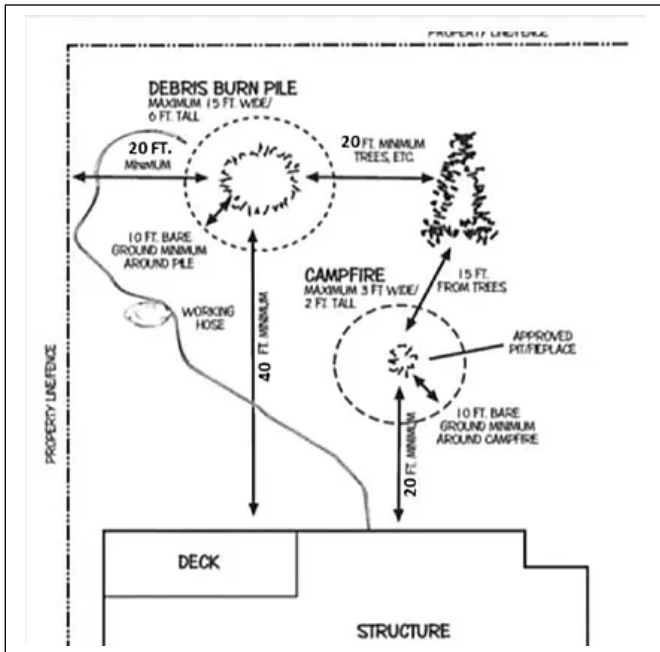 PROPERTY LINE/FENCE
DEBRIS BURN PILE
MAXIMUM 15 FT. WIDE/
6 FT. TALL
20 FT.
MINIMUM
20 FT. MINIMUM
TREES, ETC.
10 FT. BARE
GROUND MINIMUM
AROUND PILE
CAMPFIRE
MAXIMUM 3 FT WIDE/
2 FT. TALL
15 FT.
FROM TREES
WORKING
HOSE
40 FT. MINIMUM
APPROVED
PIT/FIEPLACE
PROPERTY LINE/FENCE
10 FT. BARE
GROUND MINIMUM
AROUND CAMPFIRE
20 FT. MINIMUM
DECK
STRUCTURE